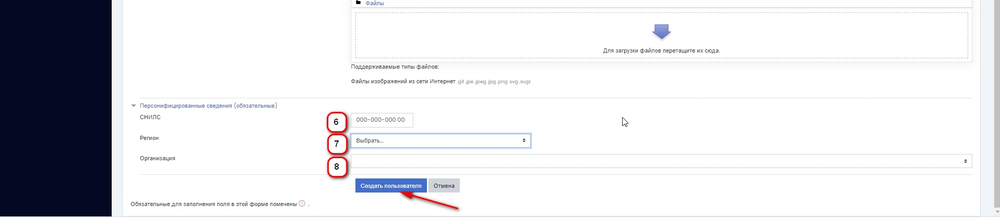 Файлы
Для загрузки файлов перетащите их сюда.
Поддерживаемые типы файлов:
Файлы изображений из сети Интернет .gif .jpe .jpeg .jpg .png .svg .svgz
Персонифицированные сведения (обязательные)
СНИЛС 6 000-000-000 00
Регион 7 Выбрать...
Организация 8
Создать пользователя Отмена
Обязательные для заполнения поля в этой форме помечены .